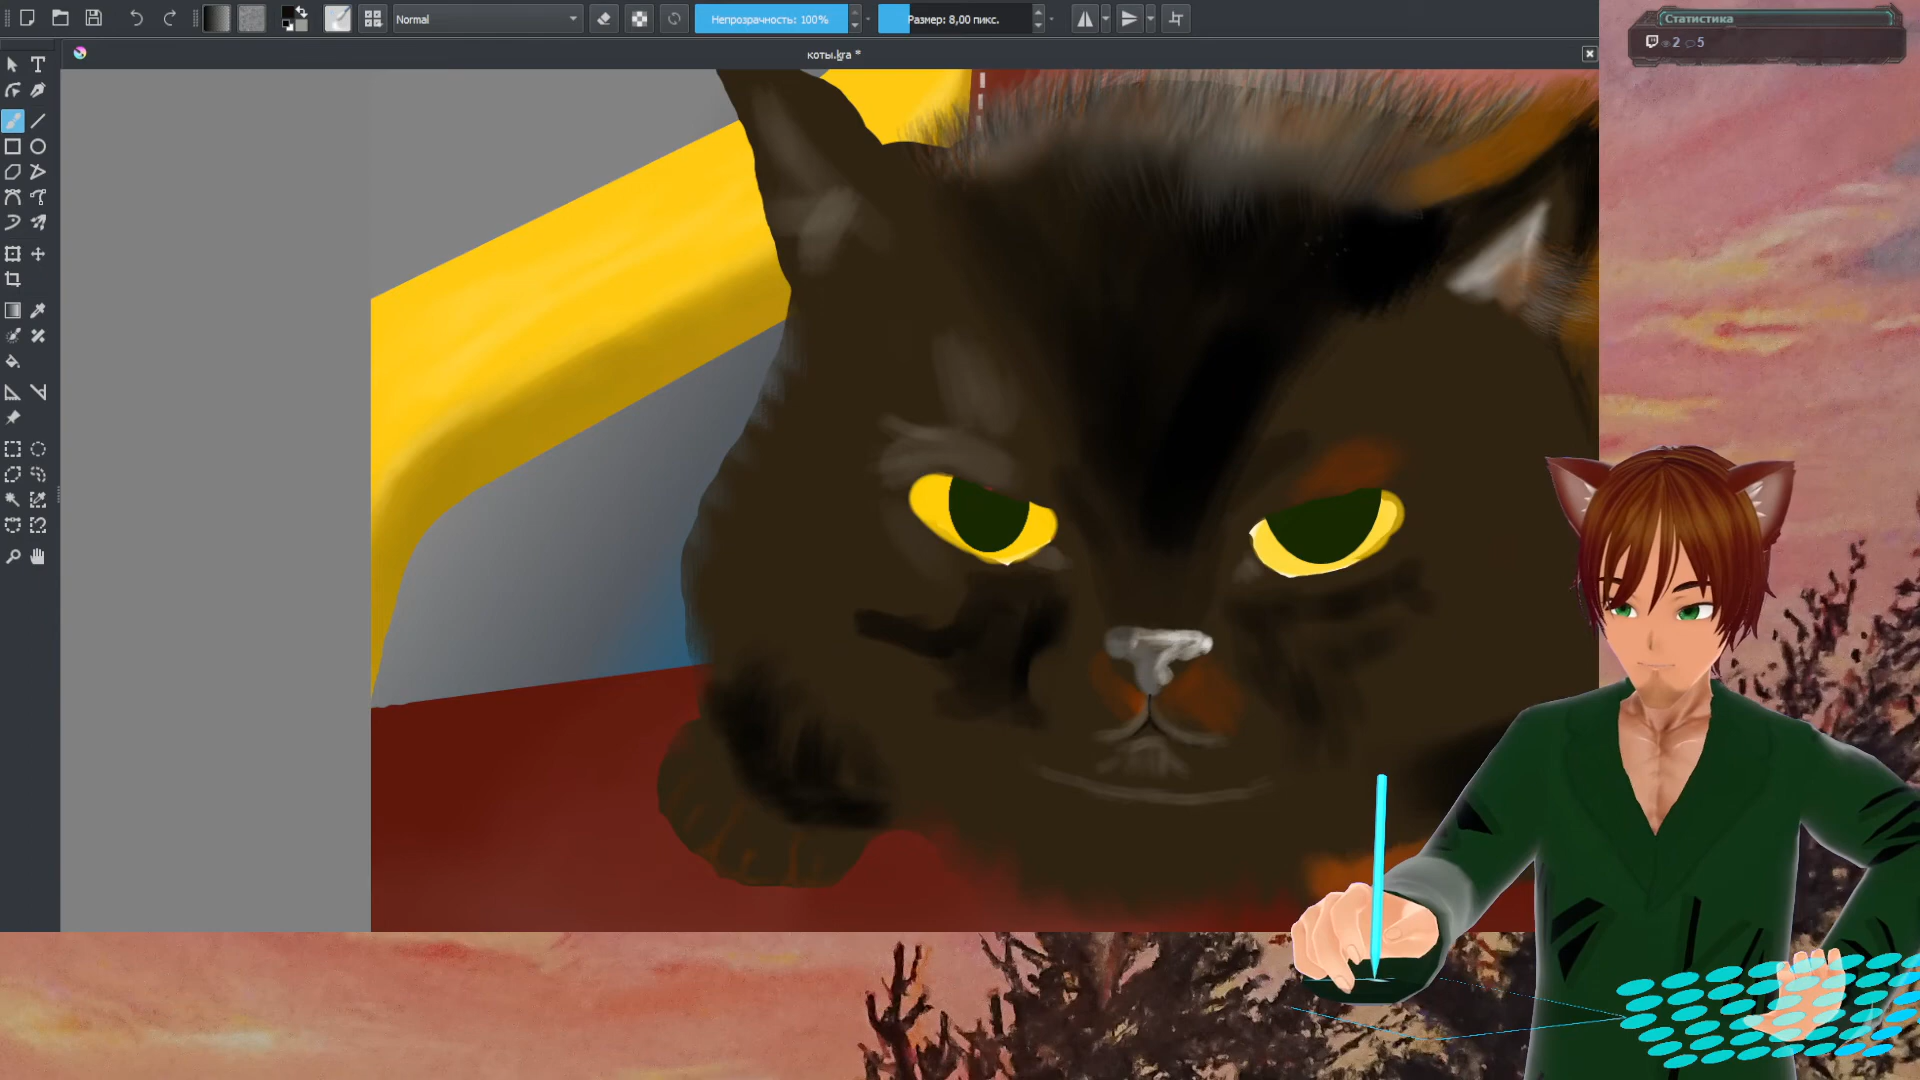 Normal
Непрозрачность: 100%
Размер: 8,00 пикс.
Статистика
коты.kra *
2
5